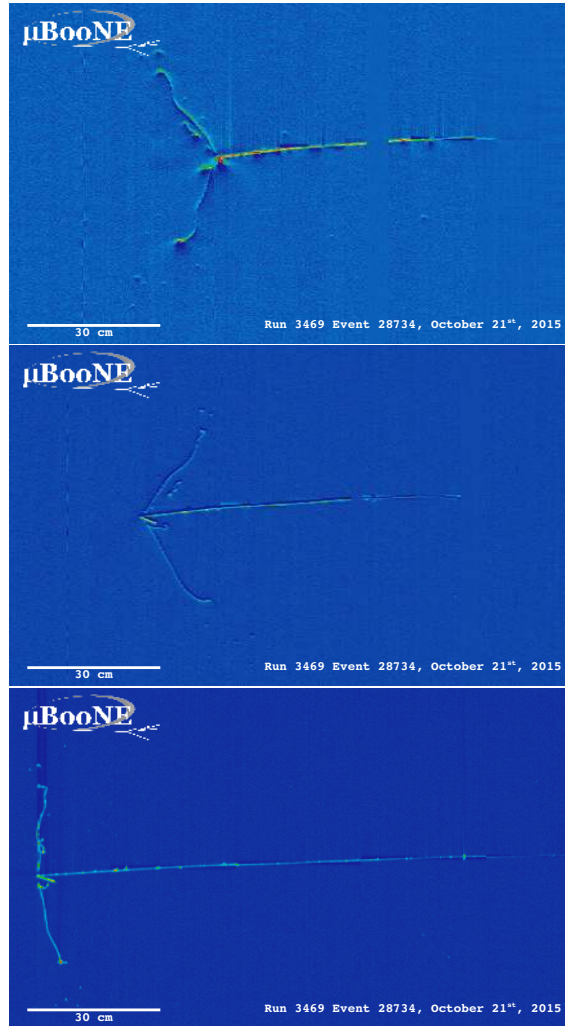 µBooNE
30 cm
Run 3469 Event 28734, October 21st, 2015
µBooNE
30 cm
Run 3469 Event 28734, October 21st, 2015
µBooNE
30 cm
Run 3469 Event 28734, October 21st, 2015